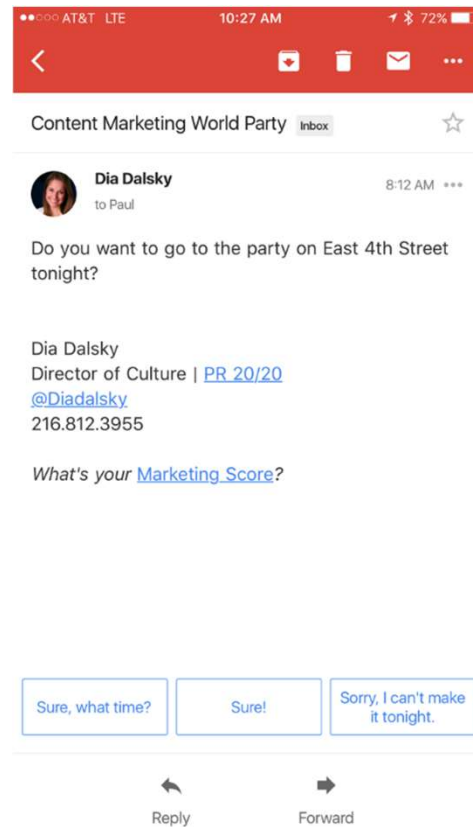 AT&T LTE 10:27 AM 72%
Content Marketing World Party Inbox
Dia Dalsky 8:12 AM
to Paul
Do you want to go to the party on East 4th Street
tonight?
Dia Dalsky
Director of Culture | PR 20/20
@Diadalsky
216.812.3955
What's your Marketing Score?
Sure, what time?
Sure!
Sorry, I can't make
it tonight.
Reply Forward